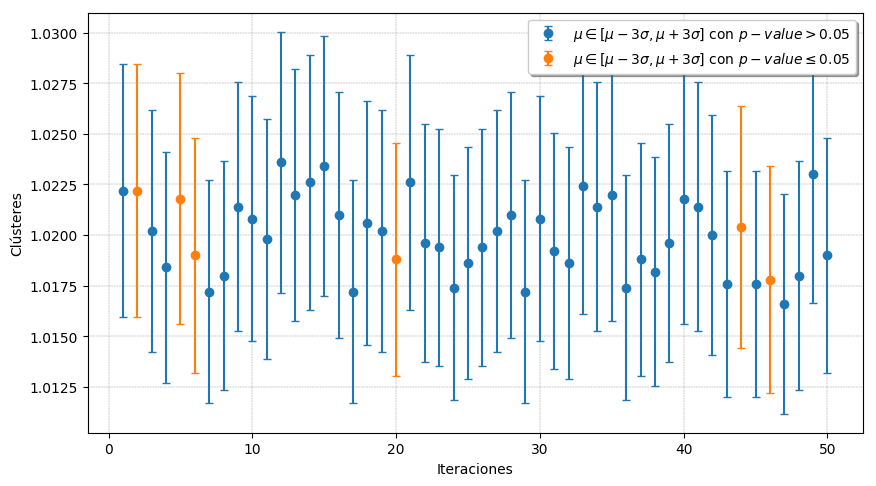 1.0300
1.0275
1.0250
1.0225
1.0200
1.0175
1.0150
1.0125
Clústeres
μ ∈ [μ − 3σ, μ + 3σ] con p − value > 0.05
μ ∈ [μ − 3σ, μ + 3σ] con p − value ≤ 0.05
0 10 20 30 40 50
Iteraciones